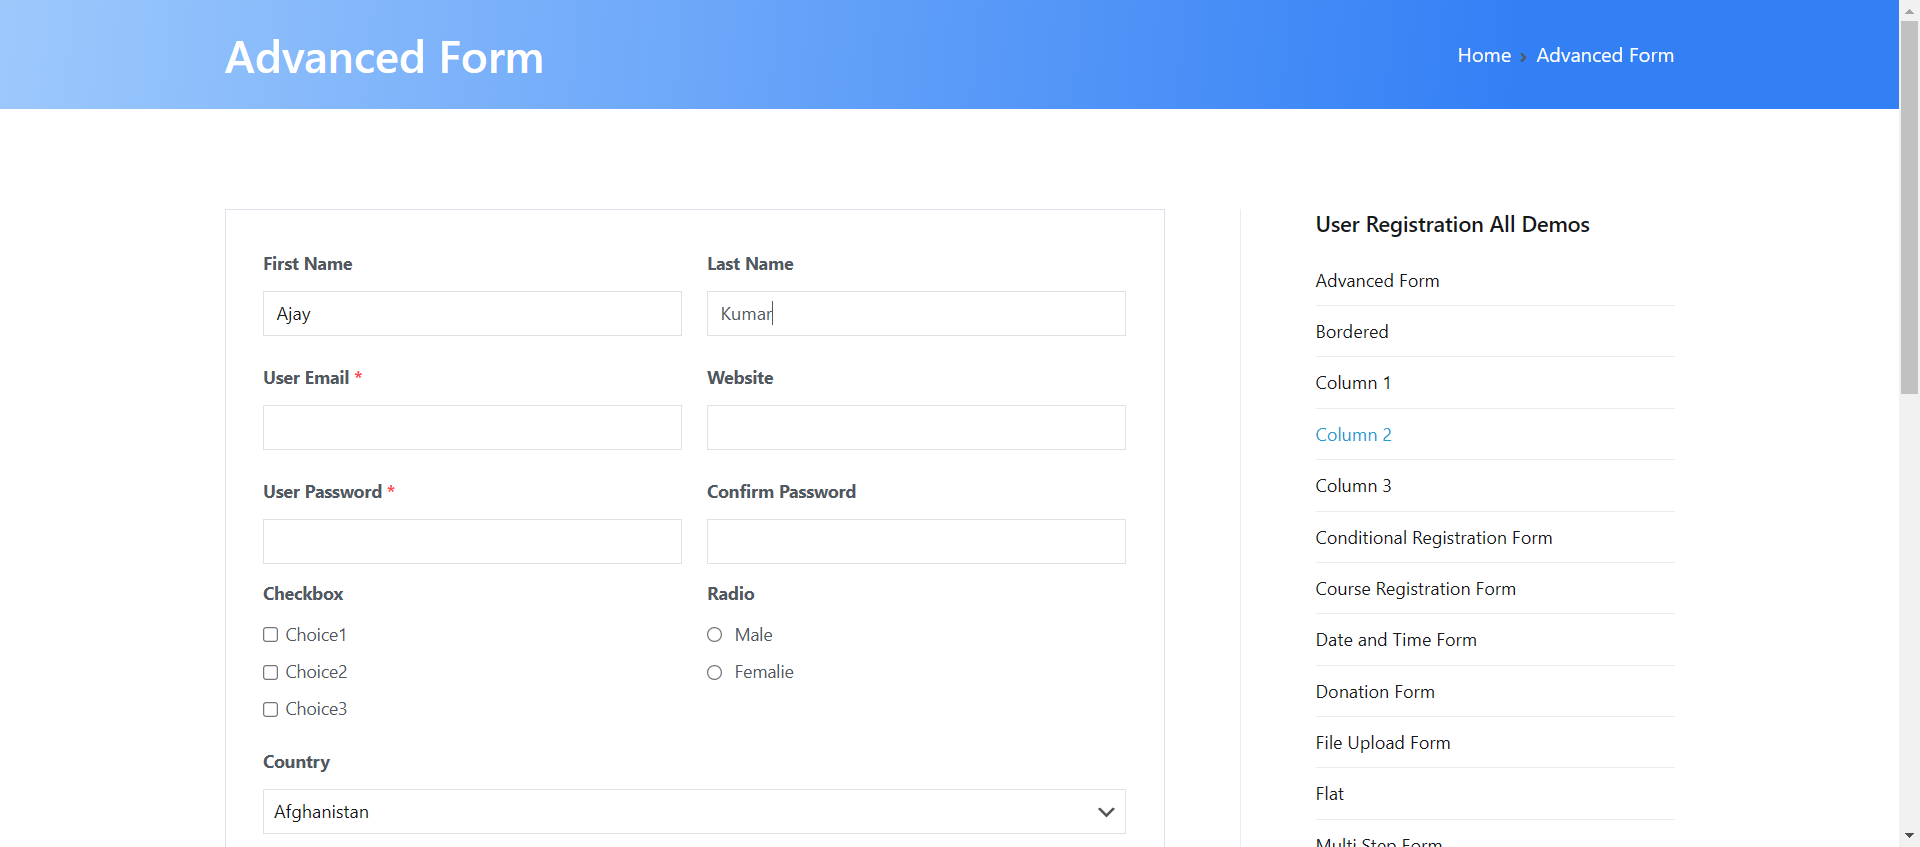 Advanced Form
Home › Advanced Form
First Name
Last Name
Ajay
Kumar
User Email *
Website
User Password *
Confirm Password
Checkbox
Radio
Choice1
Male
Choice2
Femalie
Choice3
Country
Afghanistan
User Registration All Demos
Advanced Form
Bordered
Column 1
Column 2
Column 3
Conditional Registration Form
Course Registration Form
Date and Time Form
Donation Form
File Upload Form
Flat
Multi Step Form